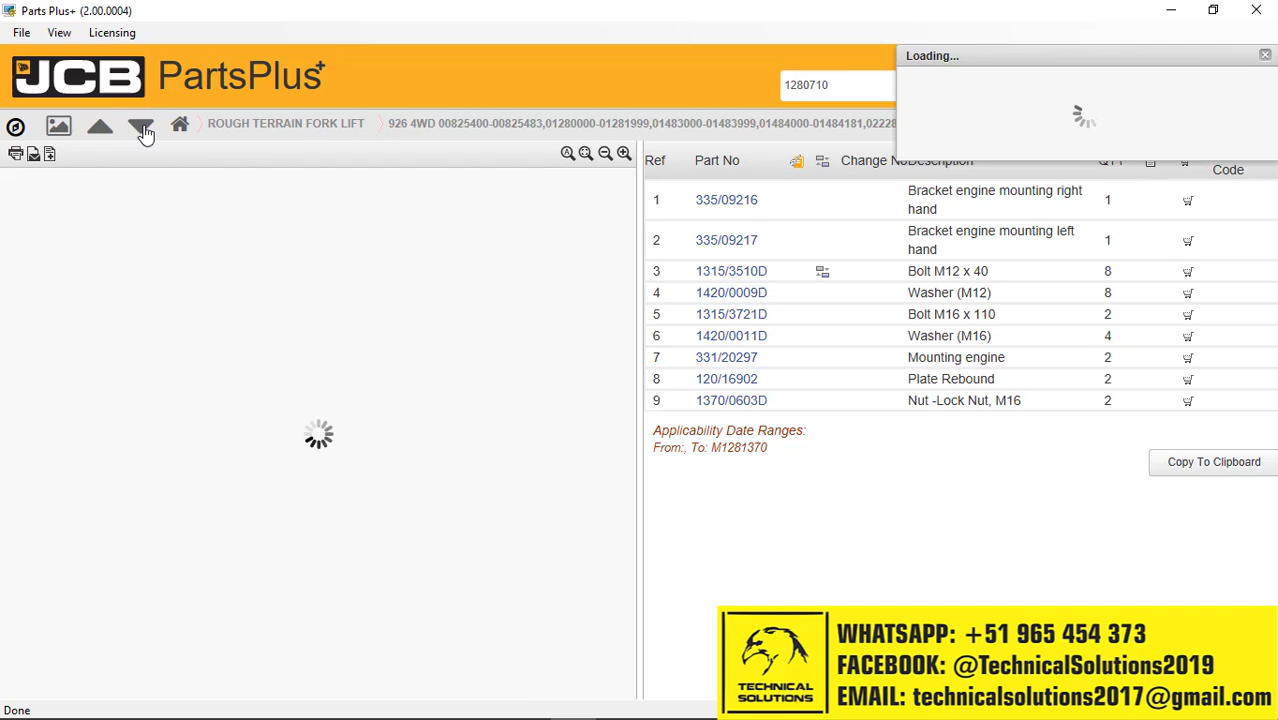 Parts Plus+ (2.00.0004)
File View Licensing
JCB PartsPlus+
1280710
Loading...
ROUGH TERRAIN FORK LIFT 926 4WD 00825400-00825483,01280000-01281999,01483000-01483999,01484000-01484181,02228
Ref Part No Change No Description
Code
1 335/09216 Bracket engine mounting right hand 1
2 335/09217 Bracket engine mounting left hand 1
3 1315/3510D Bolt M12 x 40 8
4 1420/0009D Washer (M12) 8
5 1315/3721D Bolt M16 x 110 2
6 1420/0011D Washer (M16) 4
7 331/20297 Mounting engine 2
8 120/16902 Plate Rebound 2
9 1370/0603D Nut -Lock Nut, M16 2
Applicability Date Ranges:
From:, To: M1281370
Copy To Clipboard
WHATSAPP: +51 965 454 373
FACEBOOK: @TechnicalSolutions2019
EMAIL: technicalsolutions2017@gmail.com
TECHNICAL
SOLUTIONS
Done